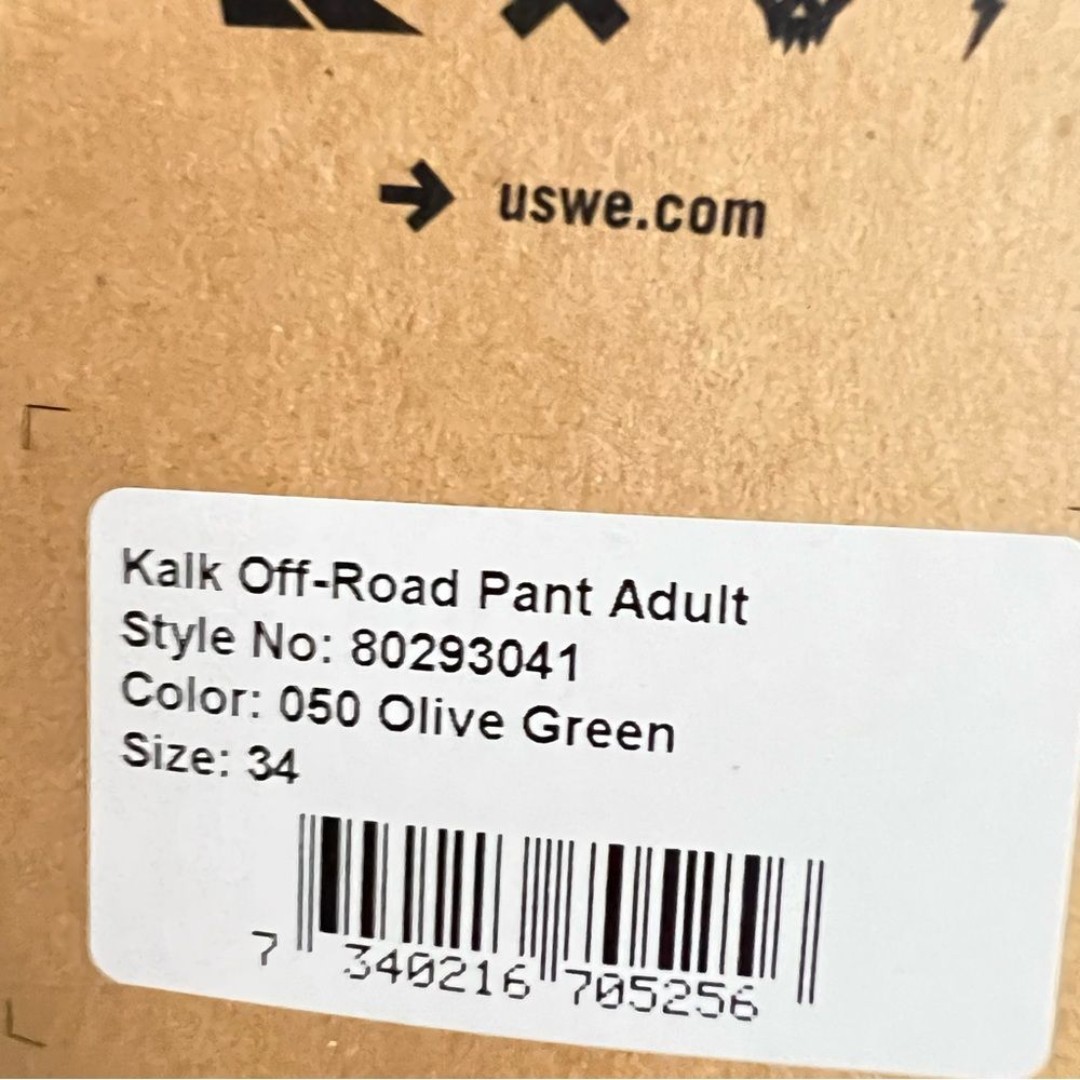 uswe.com
Kalk Off-Road Pant Adult
Style No: 80293041
Color: 050 Olive Green
Size: 34
7 340216 705256